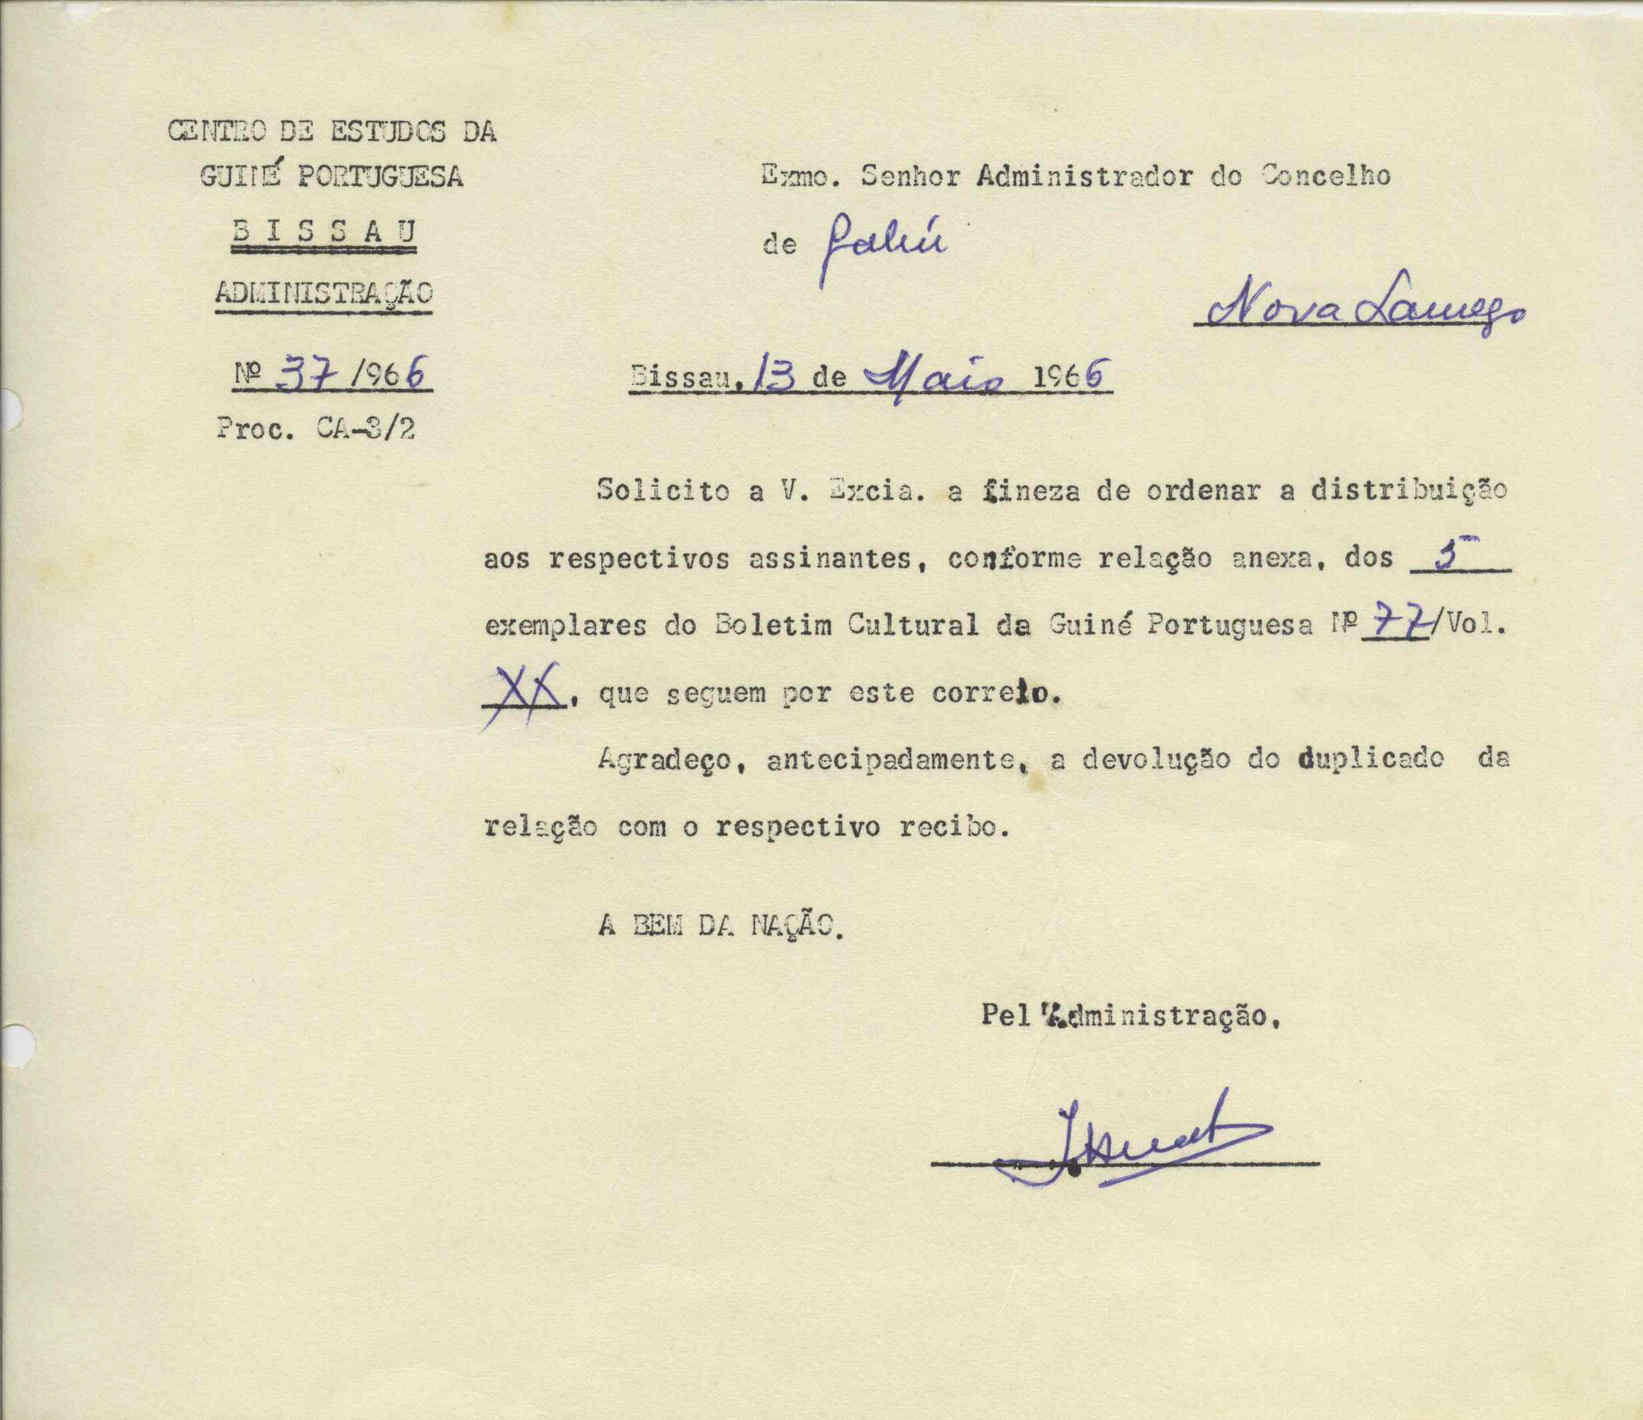 CENTRO DE ESTUDOS DA
GUINÉ PORTUGUESA
BISSAU
ADMINISTRAÇÃO
Nº 37/966
Proc. CA-3/2
Exmo. Senhor Administrador do Concelho
de Gabú
Nova Lamego
Bissau, 13 de Maio 1966
Solicito a V. Excia. a fineza de ordenar a distribuição
aos respectivos assinantes, conforme relação anexa, dos 5
exemplares do Boletim Cultural da Guiné Portuguesa Nº 77/Vol.
XX, que seguem por este correio.
Agradeço, antecipadamente, a devolução do duplicado da
relação com o respectivo recibo.
A BEM DA NAÇÃO.
Pel'Administração,